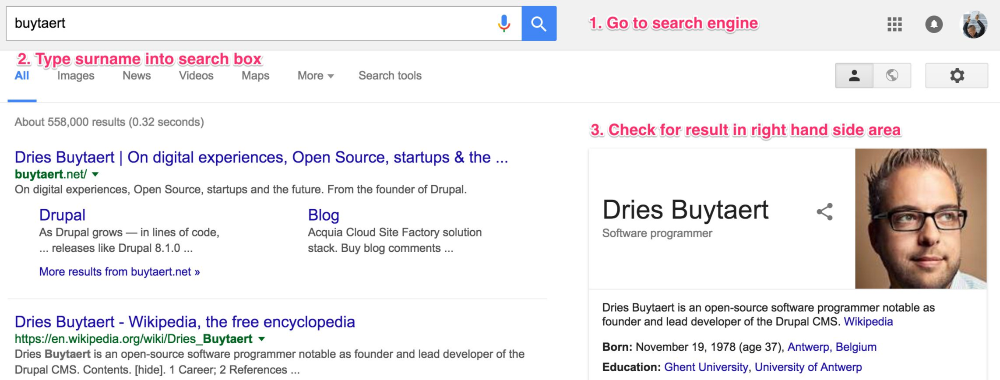 buytaert
1. Go to search engine
2. Type surname into search box
All Images News Videos Maps More Search tools
About 558,000 results (0.32 seconds)
3. Check for result in right hand side area
Dries Buytaert | On digital experiences, Open Source, startups & the ...
buytaert.net/
On digital experiences, Open Source, startups and the future. From the founder of Drupal.
Drupal
As Drupal grows — in lines of code,
... releases like Drupal 8.1.0 ...
Blog
Acquia Cloud Site Factory solution
stack. Buy blog comments ...
More results from buytaert.net »
Dries Buytaert - Wikipedia, the free encyclopedia
https://en.wikipedia.org/wiki/Dries_Buytaert
Dries Buytaert is an open-source software programmer notable as founder and lead developer of the
Drupal CMS. Contents. [hide]. 1 Career; 2 References ...
Dries Buytaert
Software programmer
Dries Buytaert is an open-source software programmer notable as
founder and lead developer of the Drupal CMS. Wikipedia
Born: November 19, 1978 (age 37), Antwerp, Belgium
Education: Ghent University, University of Antwerp